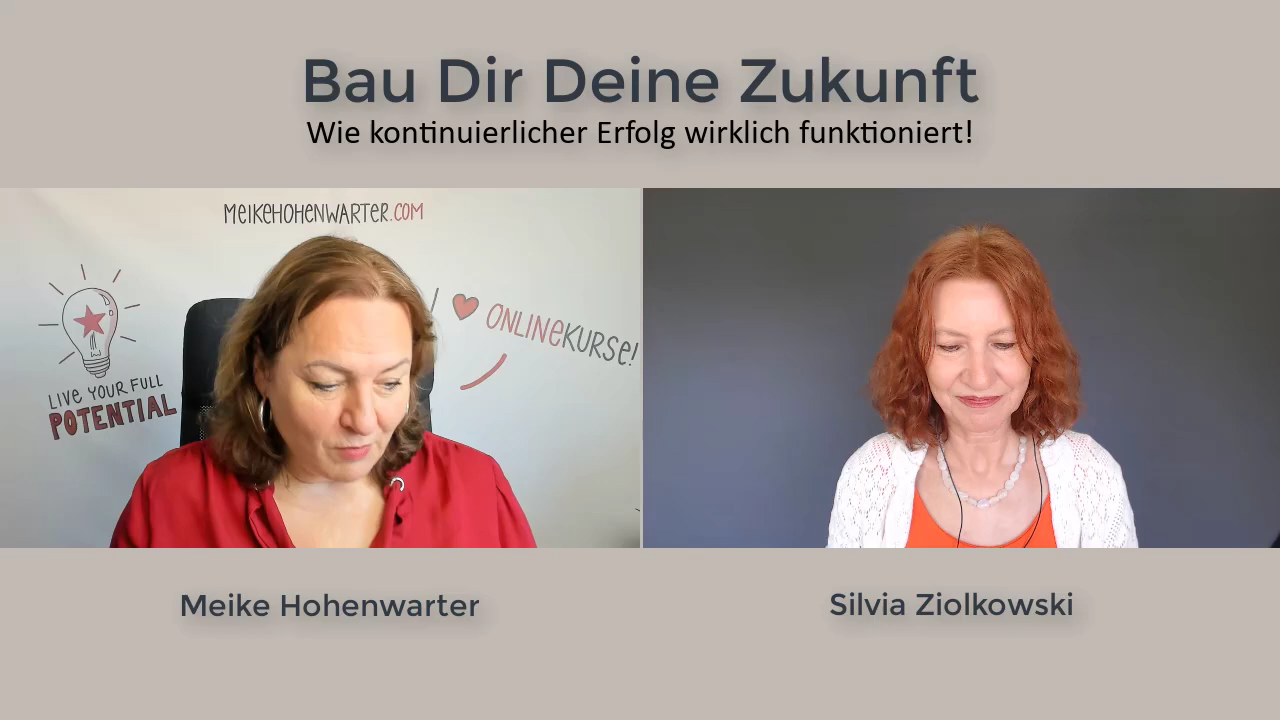 Bau Dir Deine Zukunft
Wie kontinuierlicher Erfolg wirklich funktioniert!
MEIKEHOHENWARTER.COM
♥ ONLINEKURSE!
LIVE YOUR FULL
POTENTIAL
Meike Hohenwarter
Silvia Ziolkowski